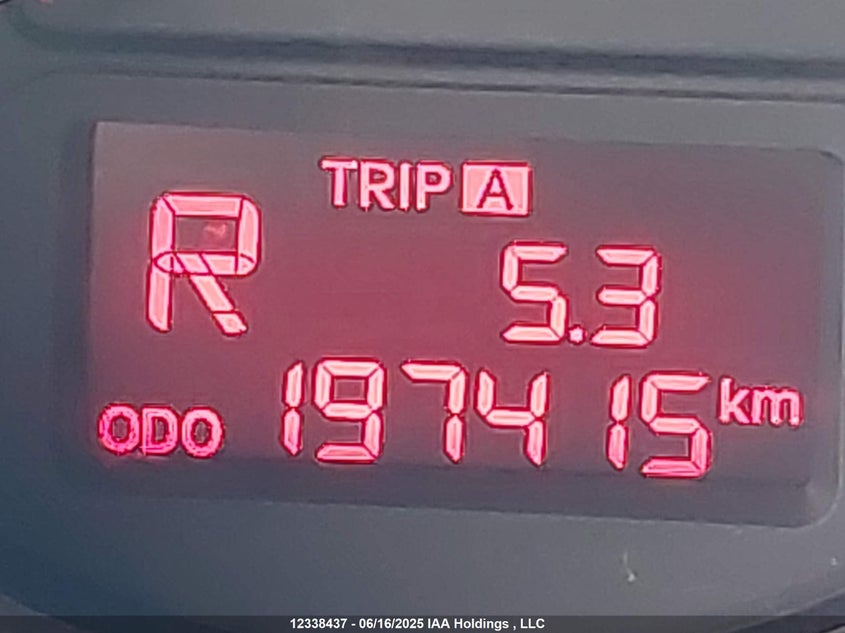 TRIP A
R
5.3
ODO 197415 km
12338437 - 06/16/2025 IAA Holdings , LLC